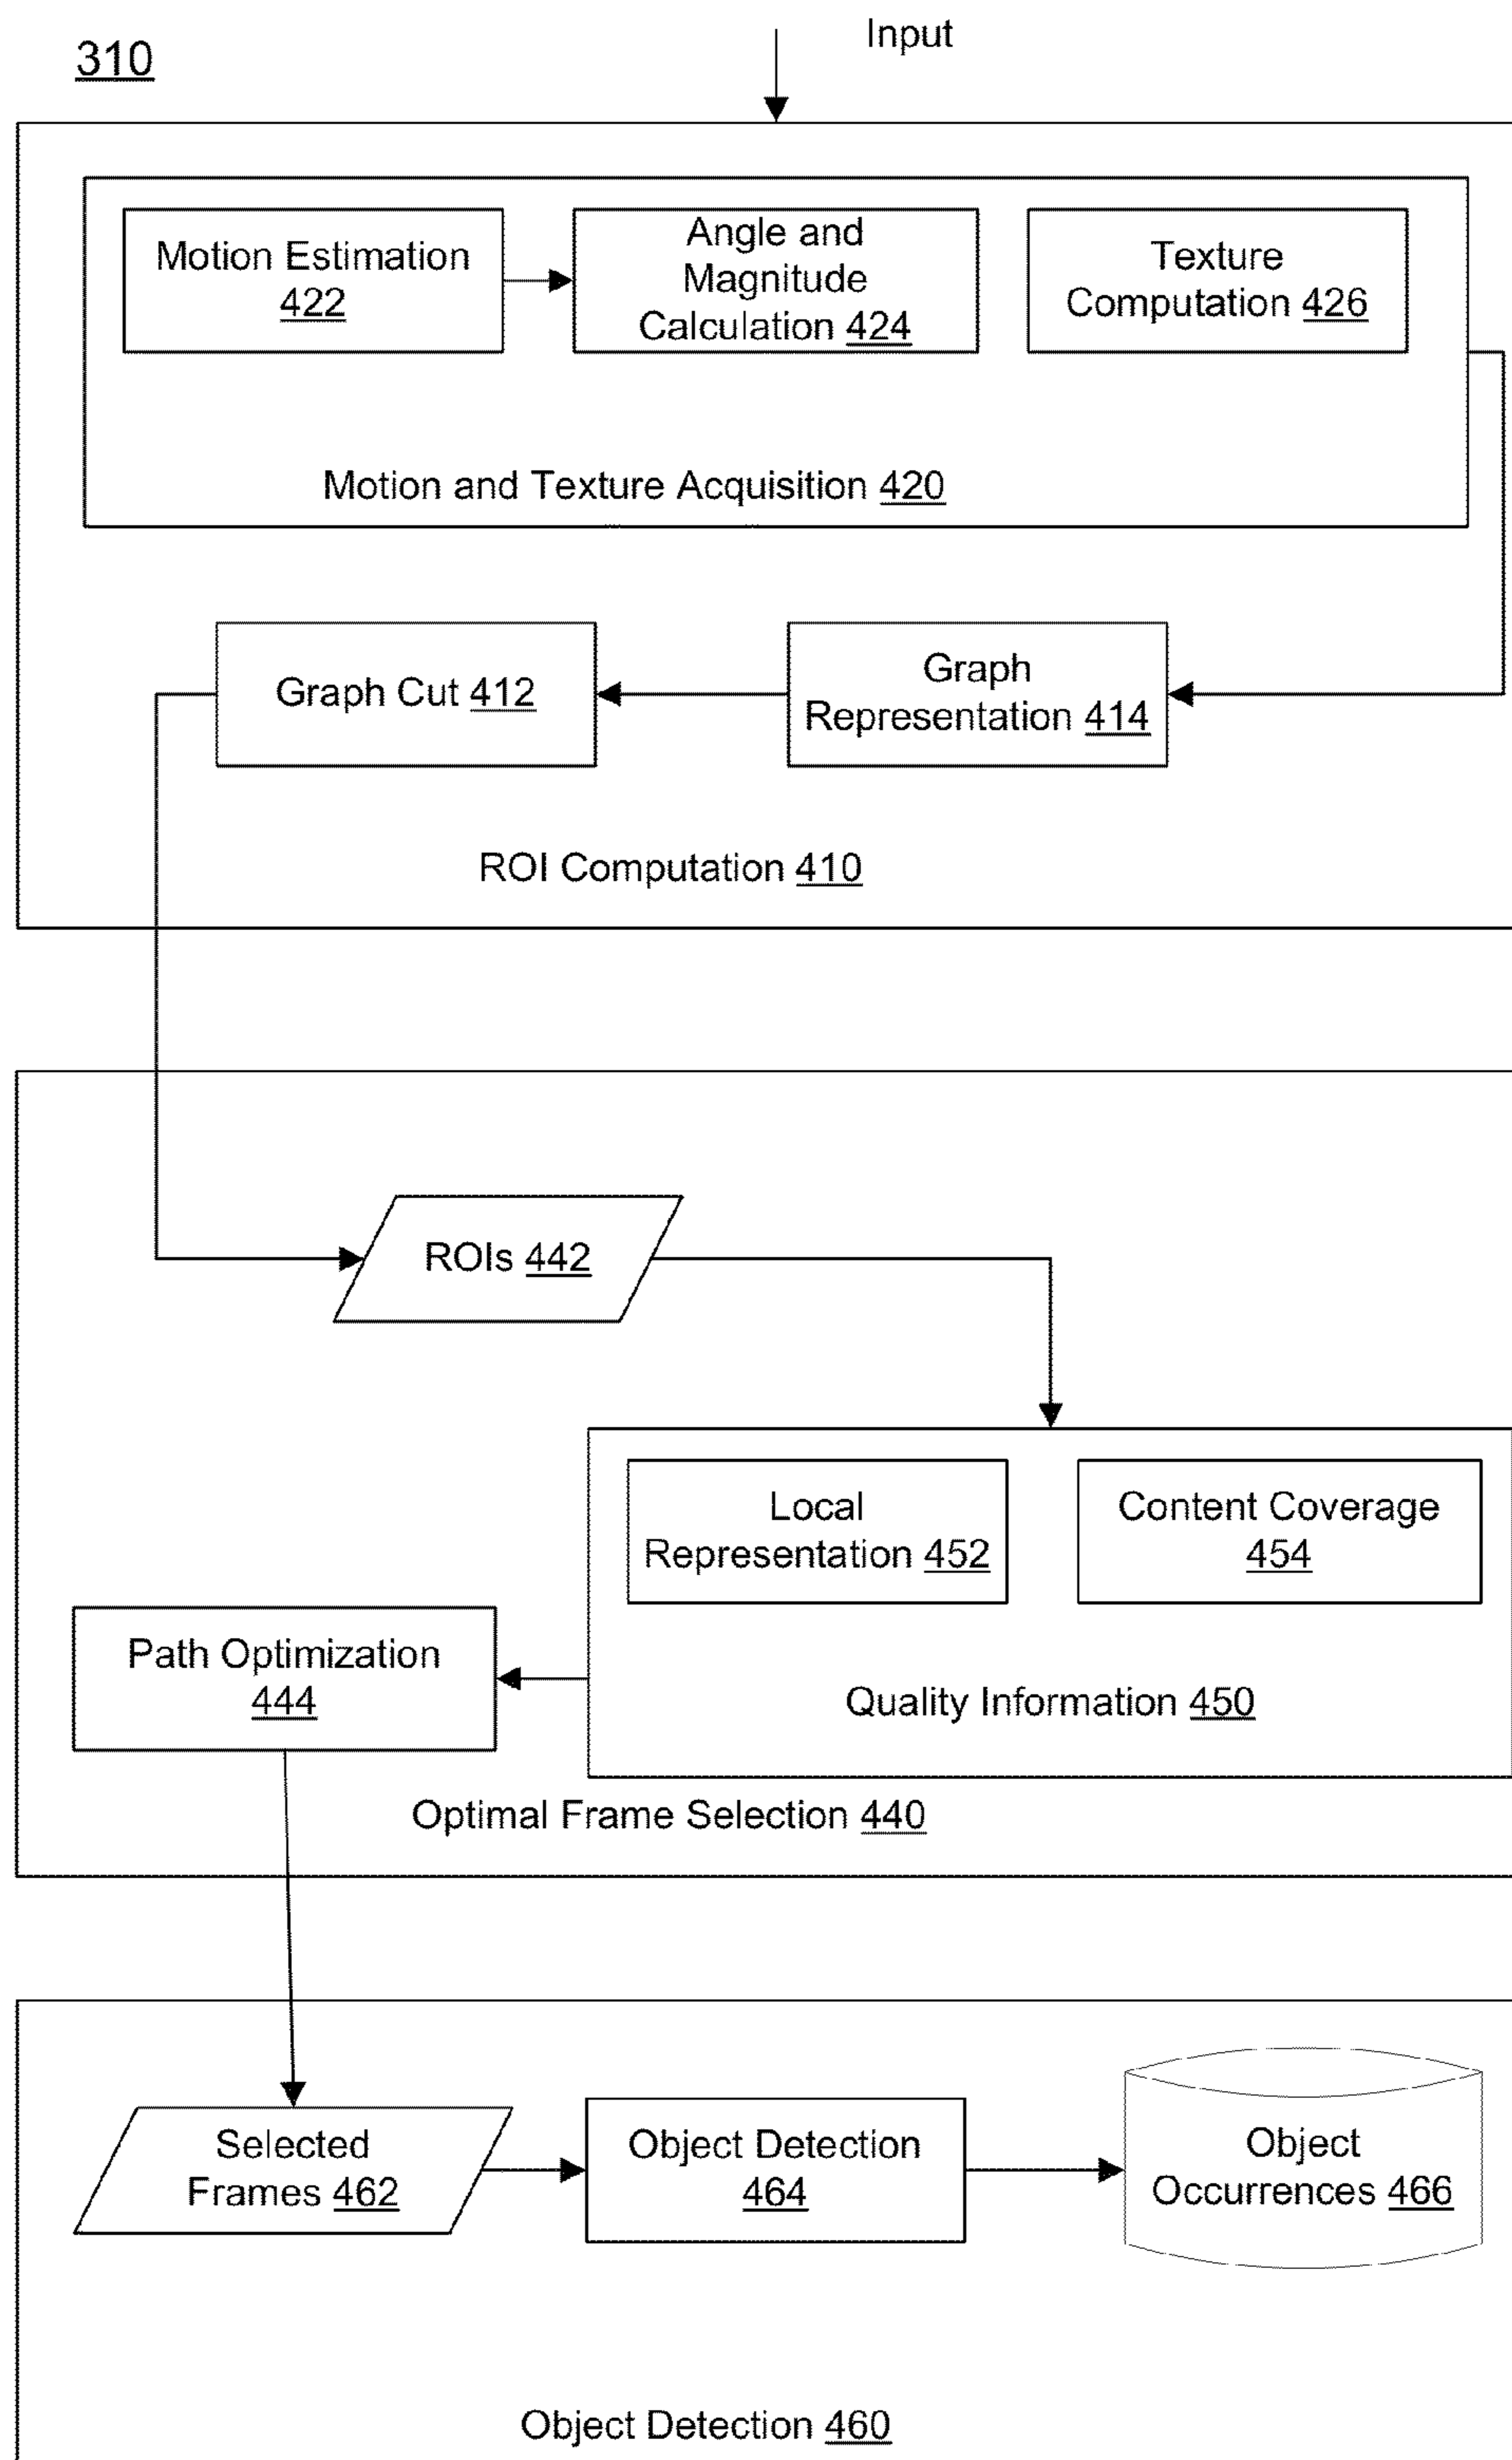 310
Input
Motion Estimation
422
Angle and
Magnitude
Calculation 424
Texture
Computation 426
Motion and Texture Acquisition 420
Graph Cut 412
Graph
Representation 414
ROI Computation 410
ROIs 442
Local
Representation 452
Content Coverage
454
Path Optimization
444
Quality Information 450
Optimal Frame Selection 440
Selected
Frames 462
Object Detection
464
Object
Occurrences 466
Object Detection 460